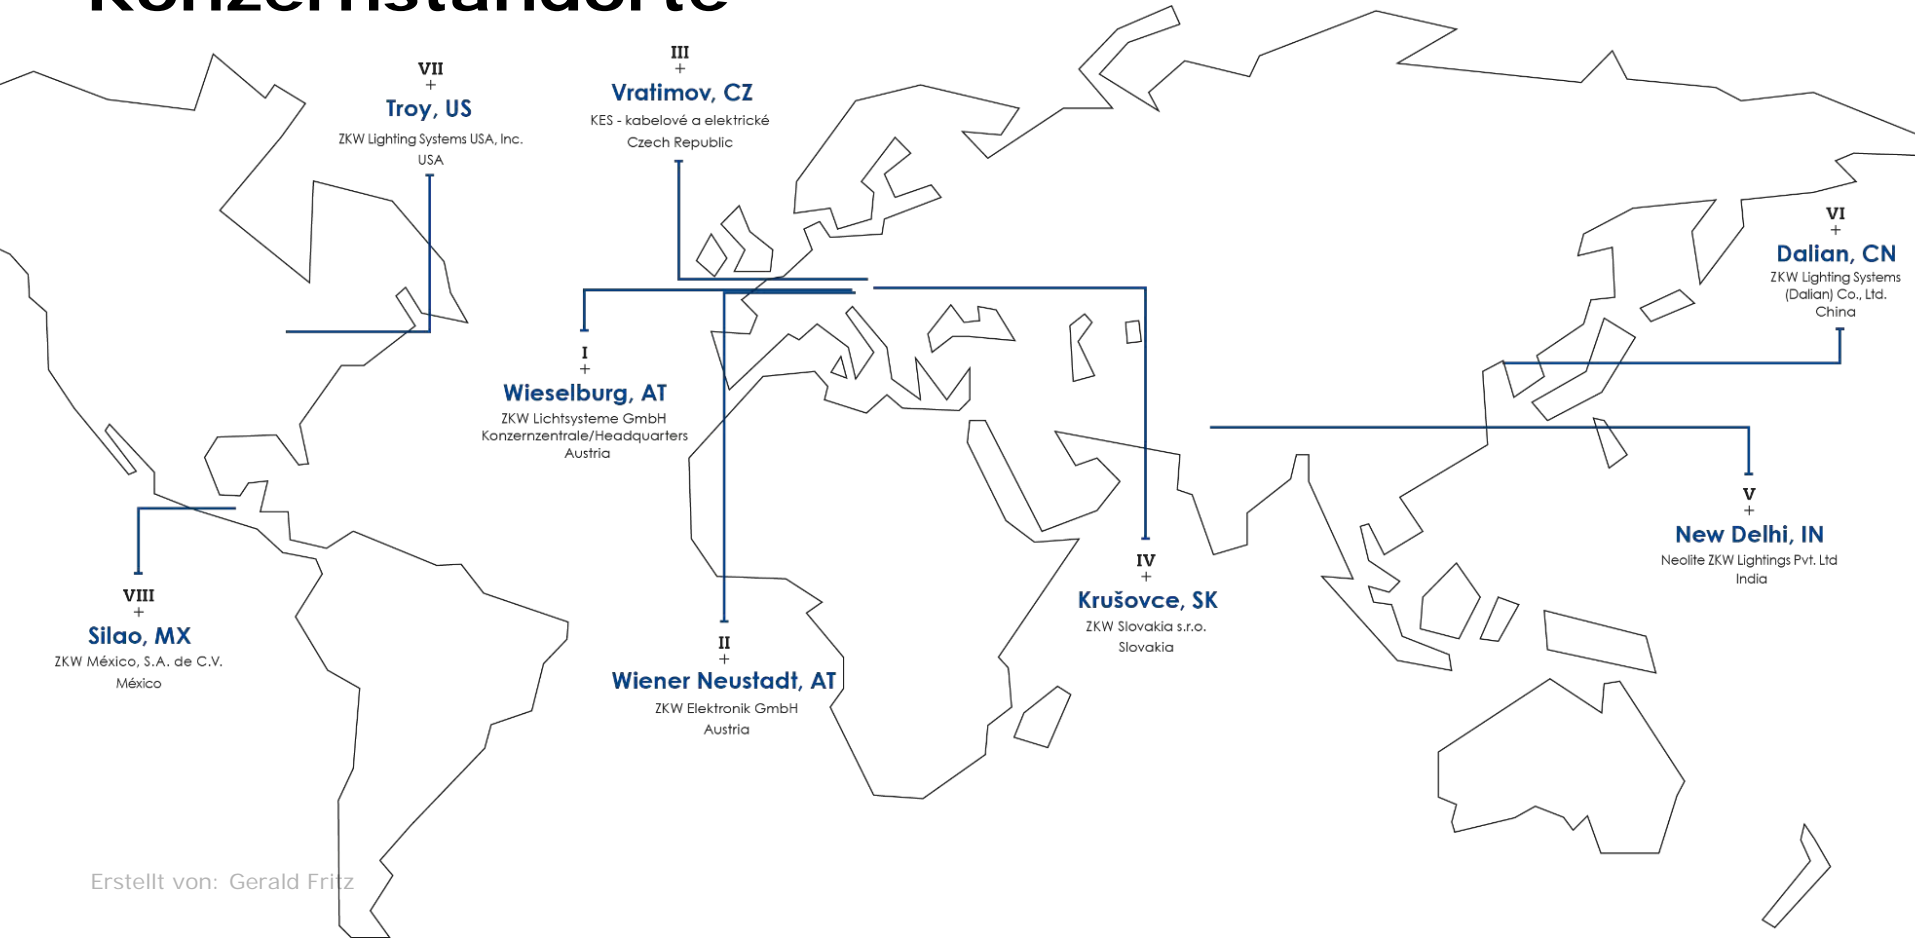 Konzernstandorte
VII
+
Troy, US
ZKW Lighting Systems USA, Inc.
USA
III
+
Vratimov, CZ
KES - kabelové a elektrické
Czech Republic
VI
+
Dalian, CN
ZKW Lighting Systems
(Dalian) Co., Ltd.
China
I
+
Wieselburg, AT
ZKW Lichtsysteme GmbH
Konzernzentrale/Headquarters
Austria
V
+
New Delhi, IN
Neolite ZKW Lightings Pvt. Ltd
India
IV
+
Krušovce, SK
ZKW Slovakia s.r.o.
Slovakia
VIII
+
Silao, MX
ZKW México, S.A. de C.V.
México
II
+
Wiener Neustadt, AT
ZKW Elektronik GmbH
Austria
Erstellt von: Gerald Fritz